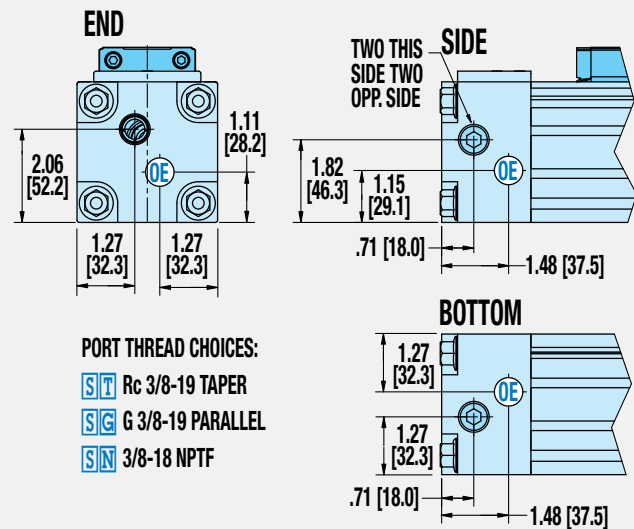 END
1.11
[28.2]
2.06
[52.2]
OE
1.27
[32.3]
1.27
[32.3]
SIDE
TWO THIS
SIDE TWO
OPP. SIDE
OE
1.82
[46.3]
1.15
[29.1]
.71 [18.0]
1.48 [37.5]
PORT THREAD CHOICES:
S T Rc 3/8-19 TAPER
S G G 3/8-19 PARALLEL
S N 3/8-18 NPTF
BOTTOM
1.27
[32.3]
OE
1.27
[32.3]
.71 [18.0]
1.48 [37.5]